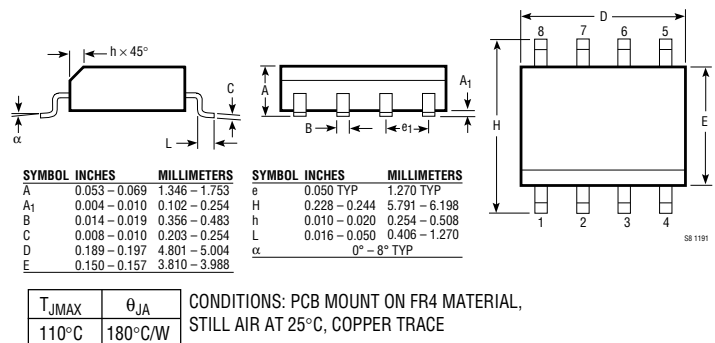 h × 45°
α
C
L
A
A1
B
e1
D
8 7 6 5
H
E
1 2 3 4
S8 1191
SYMBOL INCHES MILLIMETERS
A 0.053 – 0.069 1.346 – 1.753
A1 0.004 – 0.010 0.102 – 0.254
B 0.014 – 0.019 0.356 – 0.483
C 0.008 – 0.010 0.203 – 0.254
D 0.189 – 0.197 4.801 – 5.004
E 0.150 – 0.157 3.810 – 3.988
SYMBOL INCHES MILLIMETERS
e 0.050 TYP 1.270 TYP
H 0.228 – 0.244 5.791 – 6.198
h 0.010 – 0.020 0.254 – 0.508
L 0.016 – 0.050 0.406 – 1.270
α 0° – 8° TYP
TJMAX θJA
110°C 180°C/W
CONDITIONS: PCB MOUNT ON FR4 MATERIAL,
STILL AIR AT 25°C, COPPER TRACE